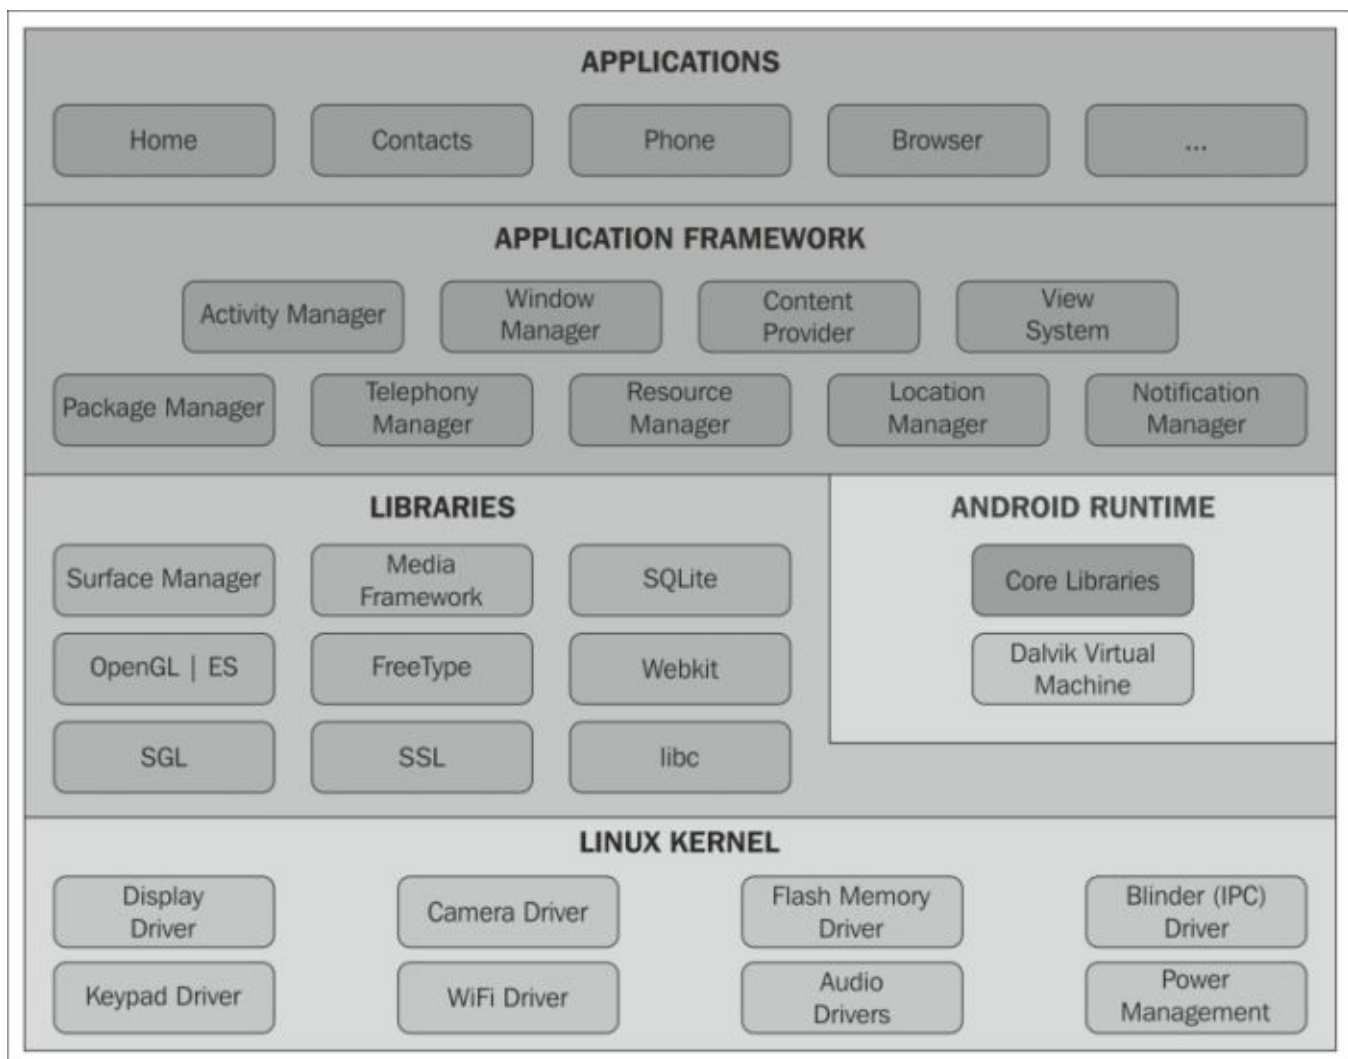 APPLICATIONS
Home
Contacts
Phone
Browser
...
APPLICATION FRAMEWORK
Activity Manager
Window
Manager
Content
Provider
View
System
Package Manager
Telephony
Manager
Resource
Manager
Location
Manager
Notification
Manager
LIBRARIES
Surface Manager
Media
Framework
SQLite
OpenGL | ES
FreeType
Webkit
SGL
SSL
libc
ANDROID RUNTIME
Core Libraries
Dalvik Virtual
Machine
LINUX KERNEL
Display
Driver
Camera Driver
Flash Memory
Driver
Blinder (IPC)
Driver
Keypad Driver
WiFi Driver
Audio
Drivers
Power
Management